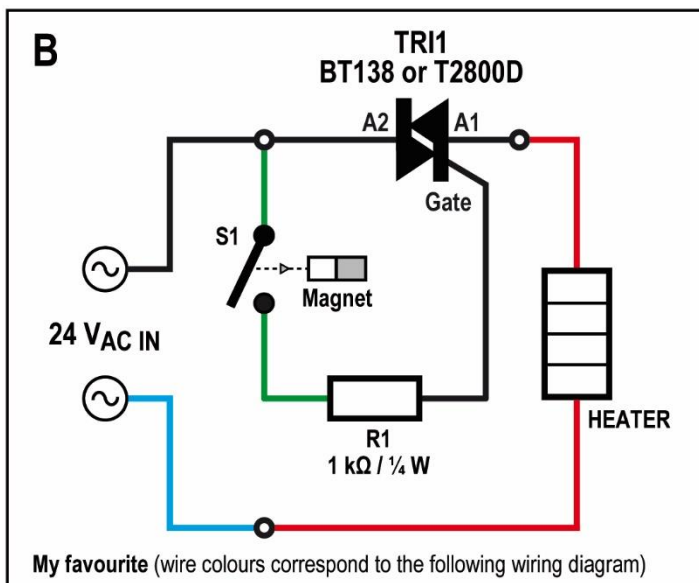 B
TRI1
BT138 or T2800D
A2
A1
Gate
S1
Magnet
24 VAC IN
R1
1 kΩ / ¼ W
HEATER
My favourite (wire colours correspond to the following wiring diagram)